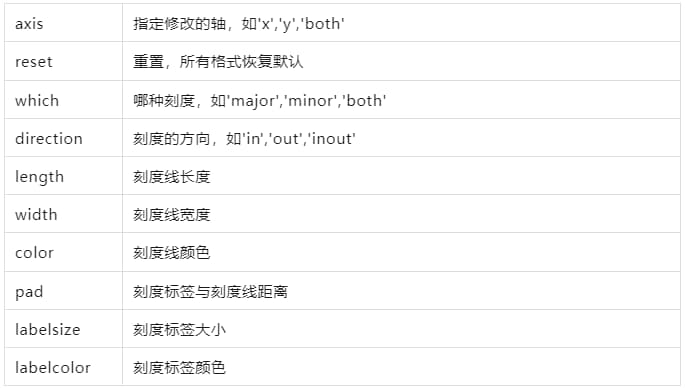 axis 指定修改的轴，如'x','y','both'
reset 重置，所有格式恢复默认
which 哪种刻度，如'major','minor','both'
direction 刻度的方向，如'in','out','inout'
length 刻度线长度
width 刻度线宽度
color 刻度线颜色
pad 刻度标签与刻度线距离
labelsize 刻度标签大小
labelcolor 刻度标签颜色